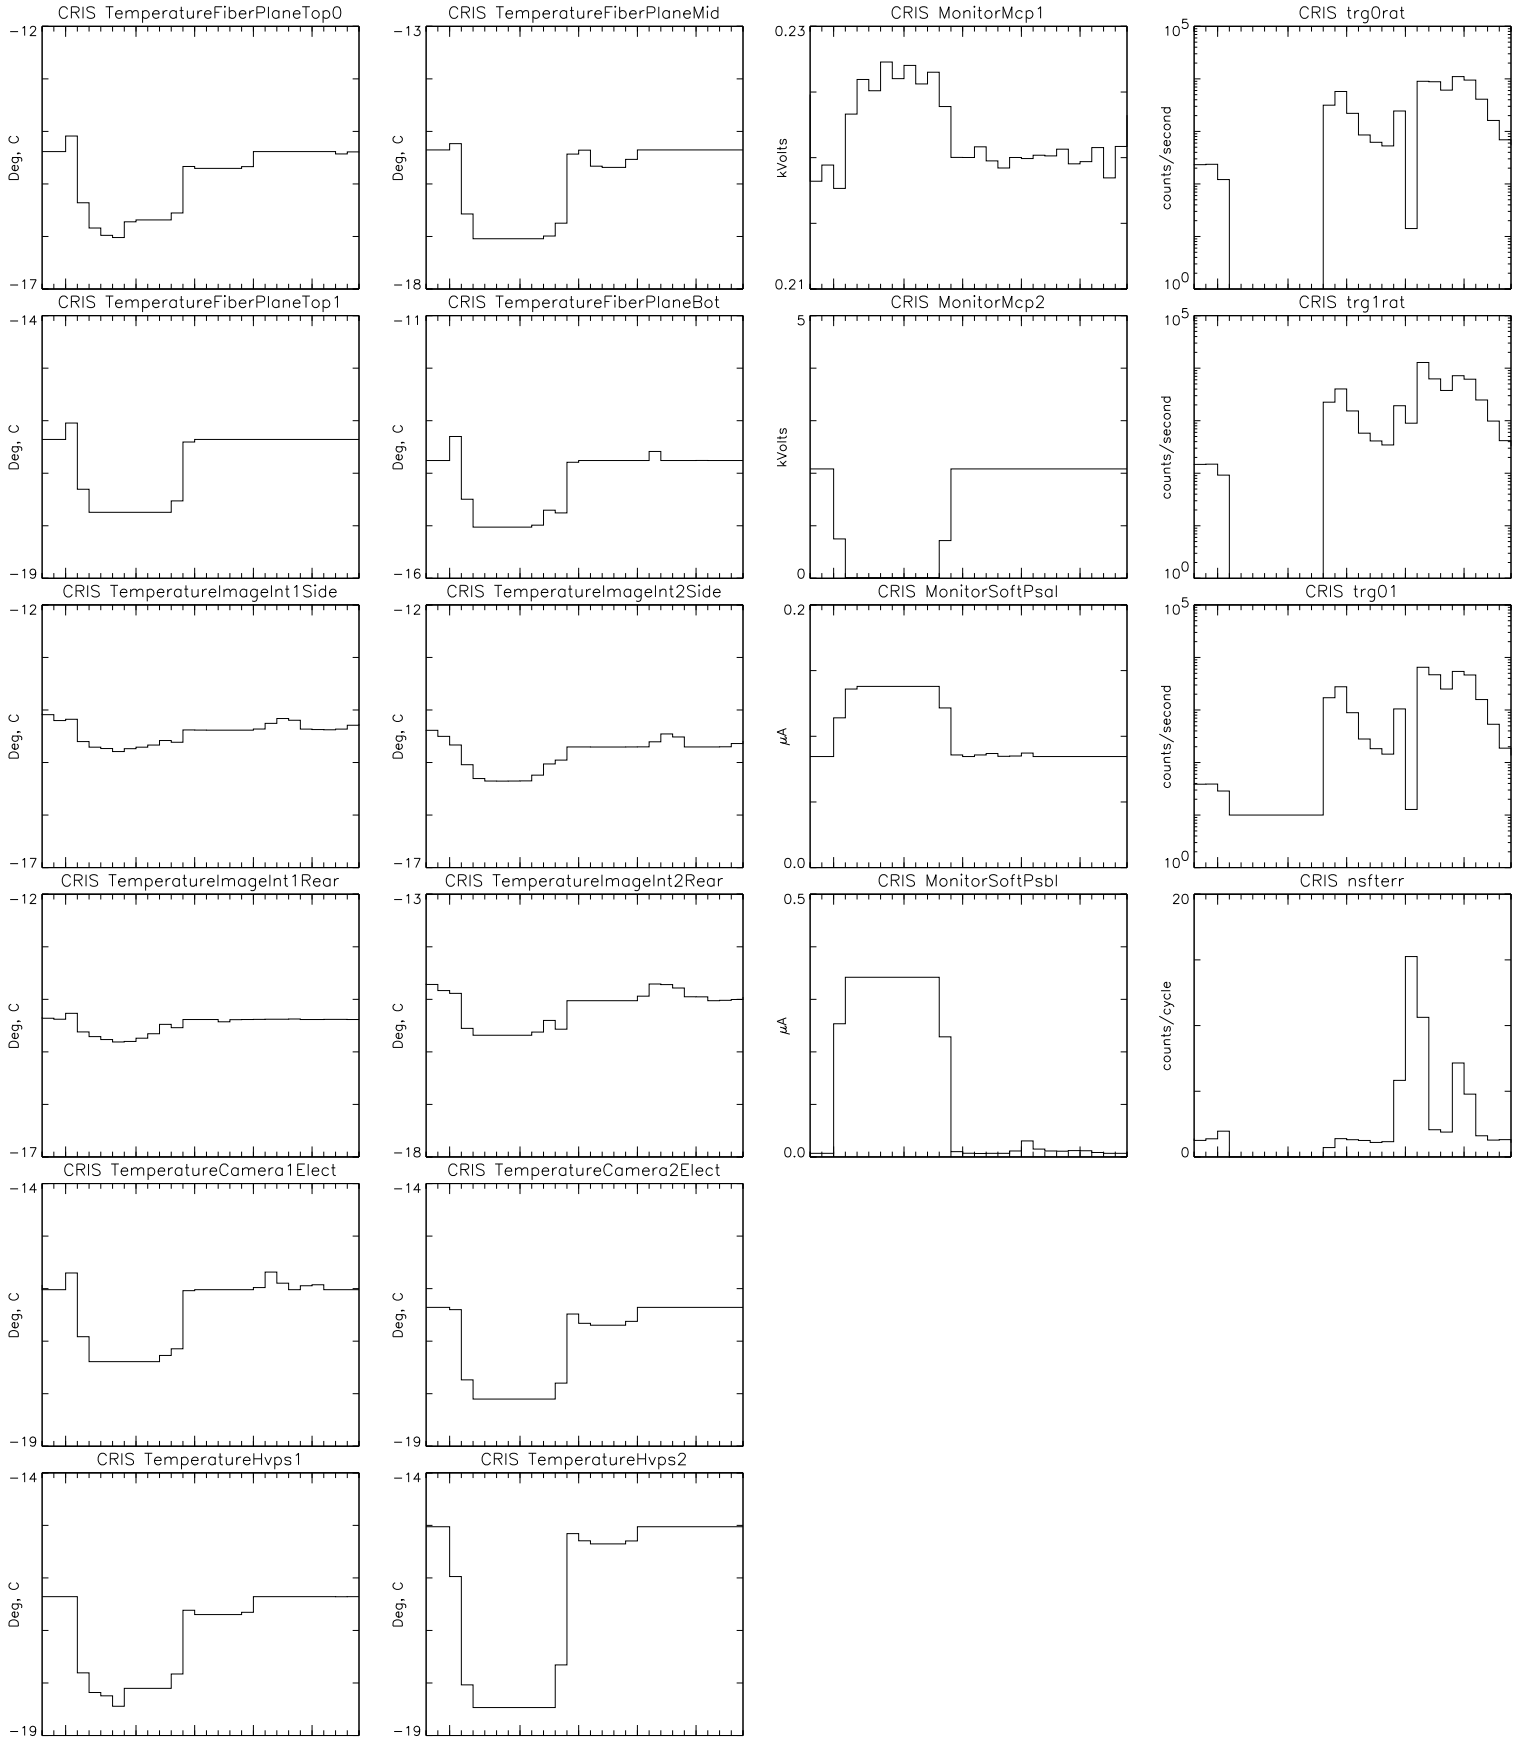 CRIS TemperatureFiberPlaneTop0
-12
Deg, C
-17
CRIS TemperatureFiberPlaneMid
-13
Deg, C
-18
CRIS MonitorMcp1
0.23
kVolts
0.21
CRIS trg0rat
10^5
counts/second
10^0
CRIS TemperatureFiberPlaneTop1
-14
Deg, C
-19
CRIS TemperatureFiberPlaneBot
-11
Deg, C
-16
CRIS MonitorMcp2
5
kVolts
0
CRIS trg1rat
10^5
counts/second
10^0
CRIS TemperatureImageInt1Side
-12
Deg, C
-17
CRIS TemperatureImageInt2Side
-12
Deg, C
-17
CRIS MonitorSoftPsaI
0.2
μA
0.0
CRIS trg01
10^5
counts/second
10^0
CRIS TemperatureImageInt1Rear
-12
Deg, C
-17
CRIS TemperatureImageInt2Rear
-13
Deg, C
-18
CRIS MonitorSoftPsbI
0.5
μA
0.0
CRIS nsfterr
20
counts/cycle
0
CRIS TemperatureCamera1Elect
-14
Deg, C
-19
CRIS TemperatureCamera2Elect
-14
Deg, C
-19
CRIS TemperatureHvps1
-14
Deg, C
-19
CRIS TemperatureHvps2
-14
Deg, C
-19